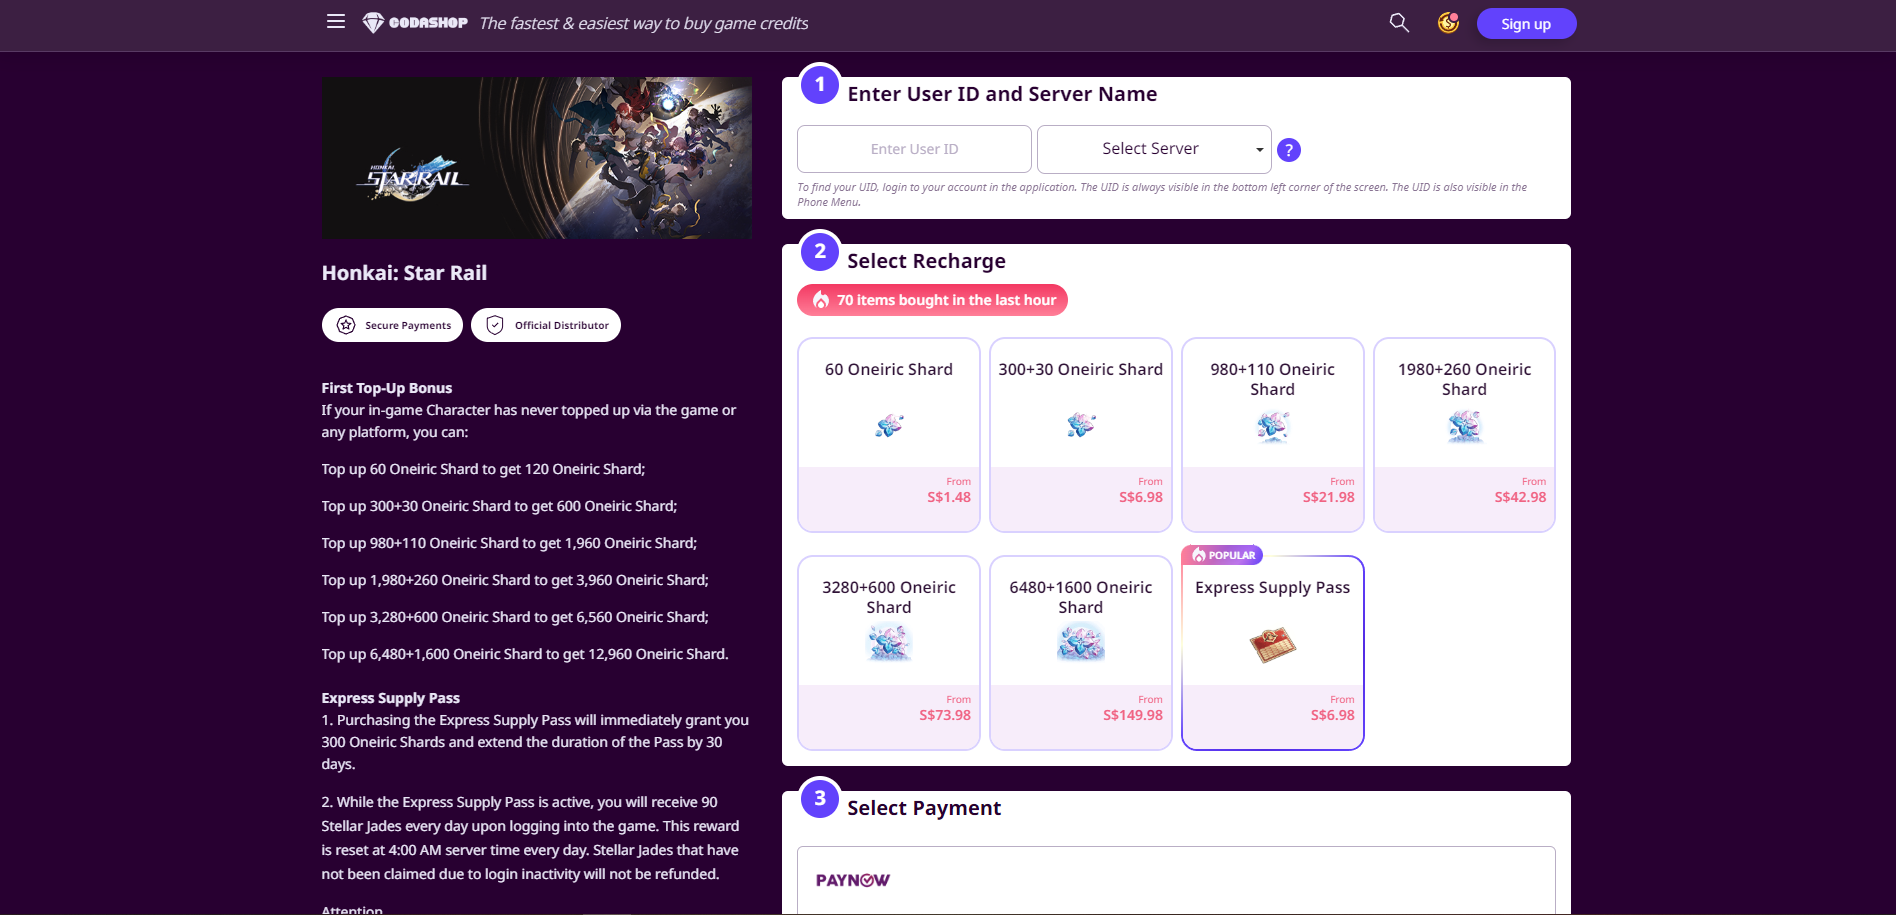 CODASHOP
The fastest & easiest way to buy game credits
Sign up
HONKAI
STAR RAIL
Honkai: Star Rail
Secure Payments
Official Distributor
First Top-Up Bonus
If your in-game Character has never topped up via the game or
any platform, you can:
Top up 60 Oneiric Shard to get 120 Oneiric Shard;
Top up 300+30 Oneiric Shard to get 600 Oneiric Shard;
Top up 980+110 Oneiric Shard to get 1,960 Oneiric Shard;
Top up 1,980+260 Oneiric Shard to get 3,960 Oneiric Shard;
Top up 3,280+600 Oneiric Shard to get 6,560 Oneiric Shard;
Top up 6,480+1,600 Oneiric Shard to get 12,960 Oneiric Shard.
Express Supply Pass
1. Purchasing the Express Supply Pass will immediately grant you
300 Oneiric Shards and extend the duration of the Pass by 30
days.
2. While the Express Supply Pass is active, you will receive 90
Stellar Jades every day upon logging into the game. This reward
is reset at 4:00 AM server time every day. Stellar Jades that have
not been claimed due to login inactivity will not be refunded.
Attention
1
Enter User ID and Server Name
Enter User ID
Select Server
?
To find your UID, login to your account in the application. The UID is always visible in the bottom left corner of the screen. The UID is also visible in the
Phone Menu.
2
Select Recharge
70 items bought in the last hour
60 Oneiric Shard
From
S$1.48
300+30 Oneiric Shard
From
S$6.98
980+110 Oneiric
Shard
From
S$21.98
1980+260 Oneiric
Shard
From
S$42.98
3280+600 Oneiric
Shard
From
S$73.98
6480+1600 Oneiric
Shard
From
S$149.98
POPULAR
Express Supply Pass
From
S$6.98
3
Select Payment
PAYNOW